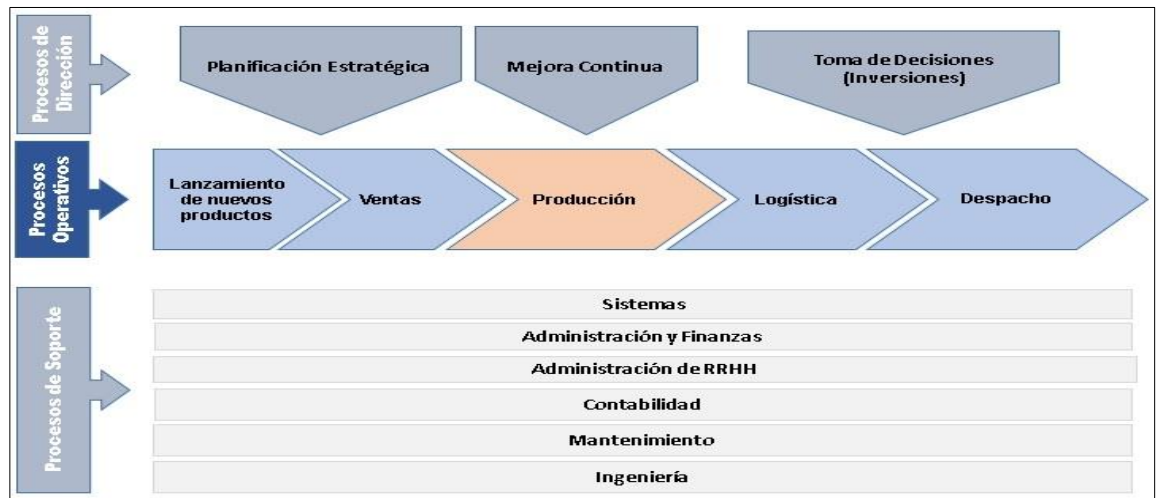 Procesos de
Dirección
Planificación Estratégica
Mejora Continua
Toma de Decisiones
(Inversiones)
Procesos
Operativos
Lanzamiento
de nuevos
productos
Ventas
Producción
Logística
Despacho
Procesos de Soporte
Sistemas
Administración y Finanzas
Administración de RRHH
Contabilidad
Mantenimiento
Ingeniería